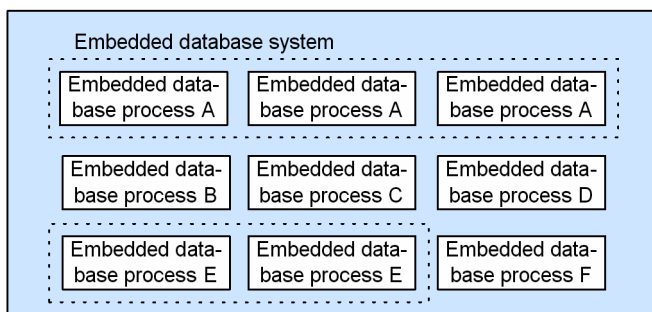 Embedded database system
Embedded data-
base process A
Embedded data-
base process A
Embedded data-
base process A
Embedded data-
base process B
Embedded data-
base process C
Embedded data-
base process D
Embedded data-
base process E
Embedded data-
base process E
Embedded data-
base process F